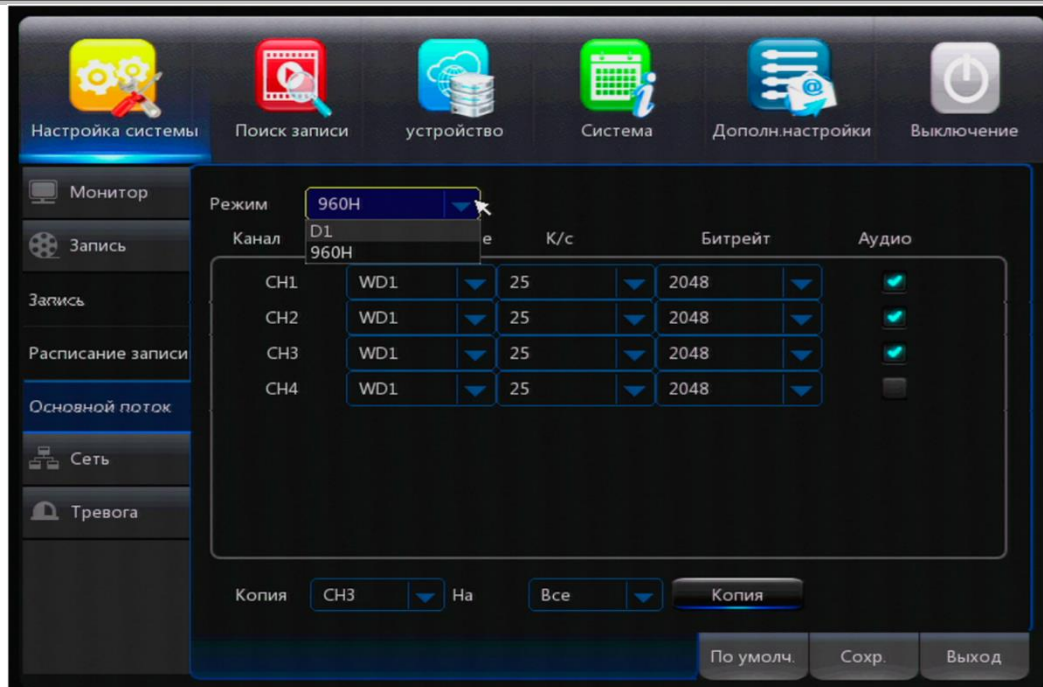 Настройка системы
Поиск записи
устройство
Система
Дополн.настройки
Выключение
Монитор
Запись
Запись
Расписание записи
Основной поток
Сеть
Тревога
Режим 960H
D1
960H
Канал е К/с Битрейт Аудио
CH1 WD1 25 2048
CH2 WD1 25 2048
CH3 WD1 25 2048
CH4 WD1 25 2048
Копия CH3 На Все Копия
По умолч. Сохр. Выход